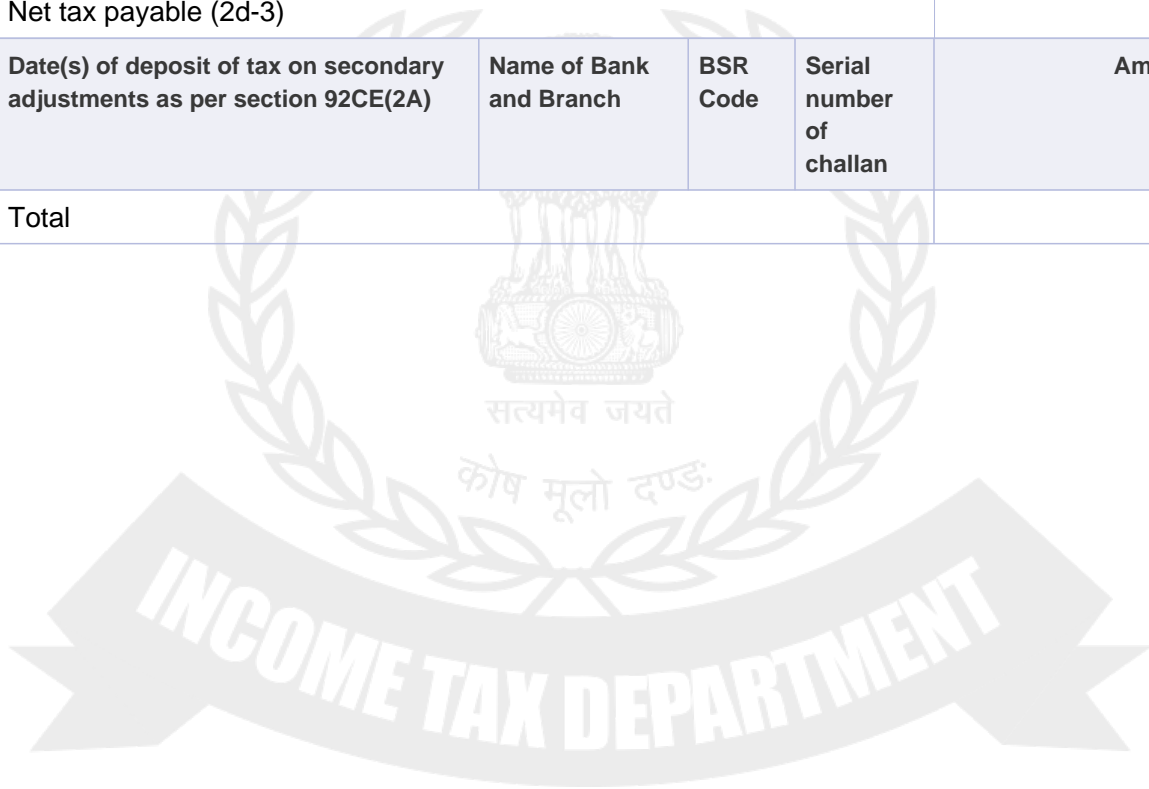 Net tax payable (2d-3)
Date(s) of deposit of tax on secondary
adjustments as per section 92CE(2A)
Name of Bank
and Branch
BSR
Code
Serial
number
of
challan
Am
Total
सत्यमेव जयते
कोष मूलो दण्डः
INCOME TAX DEPARTMENT